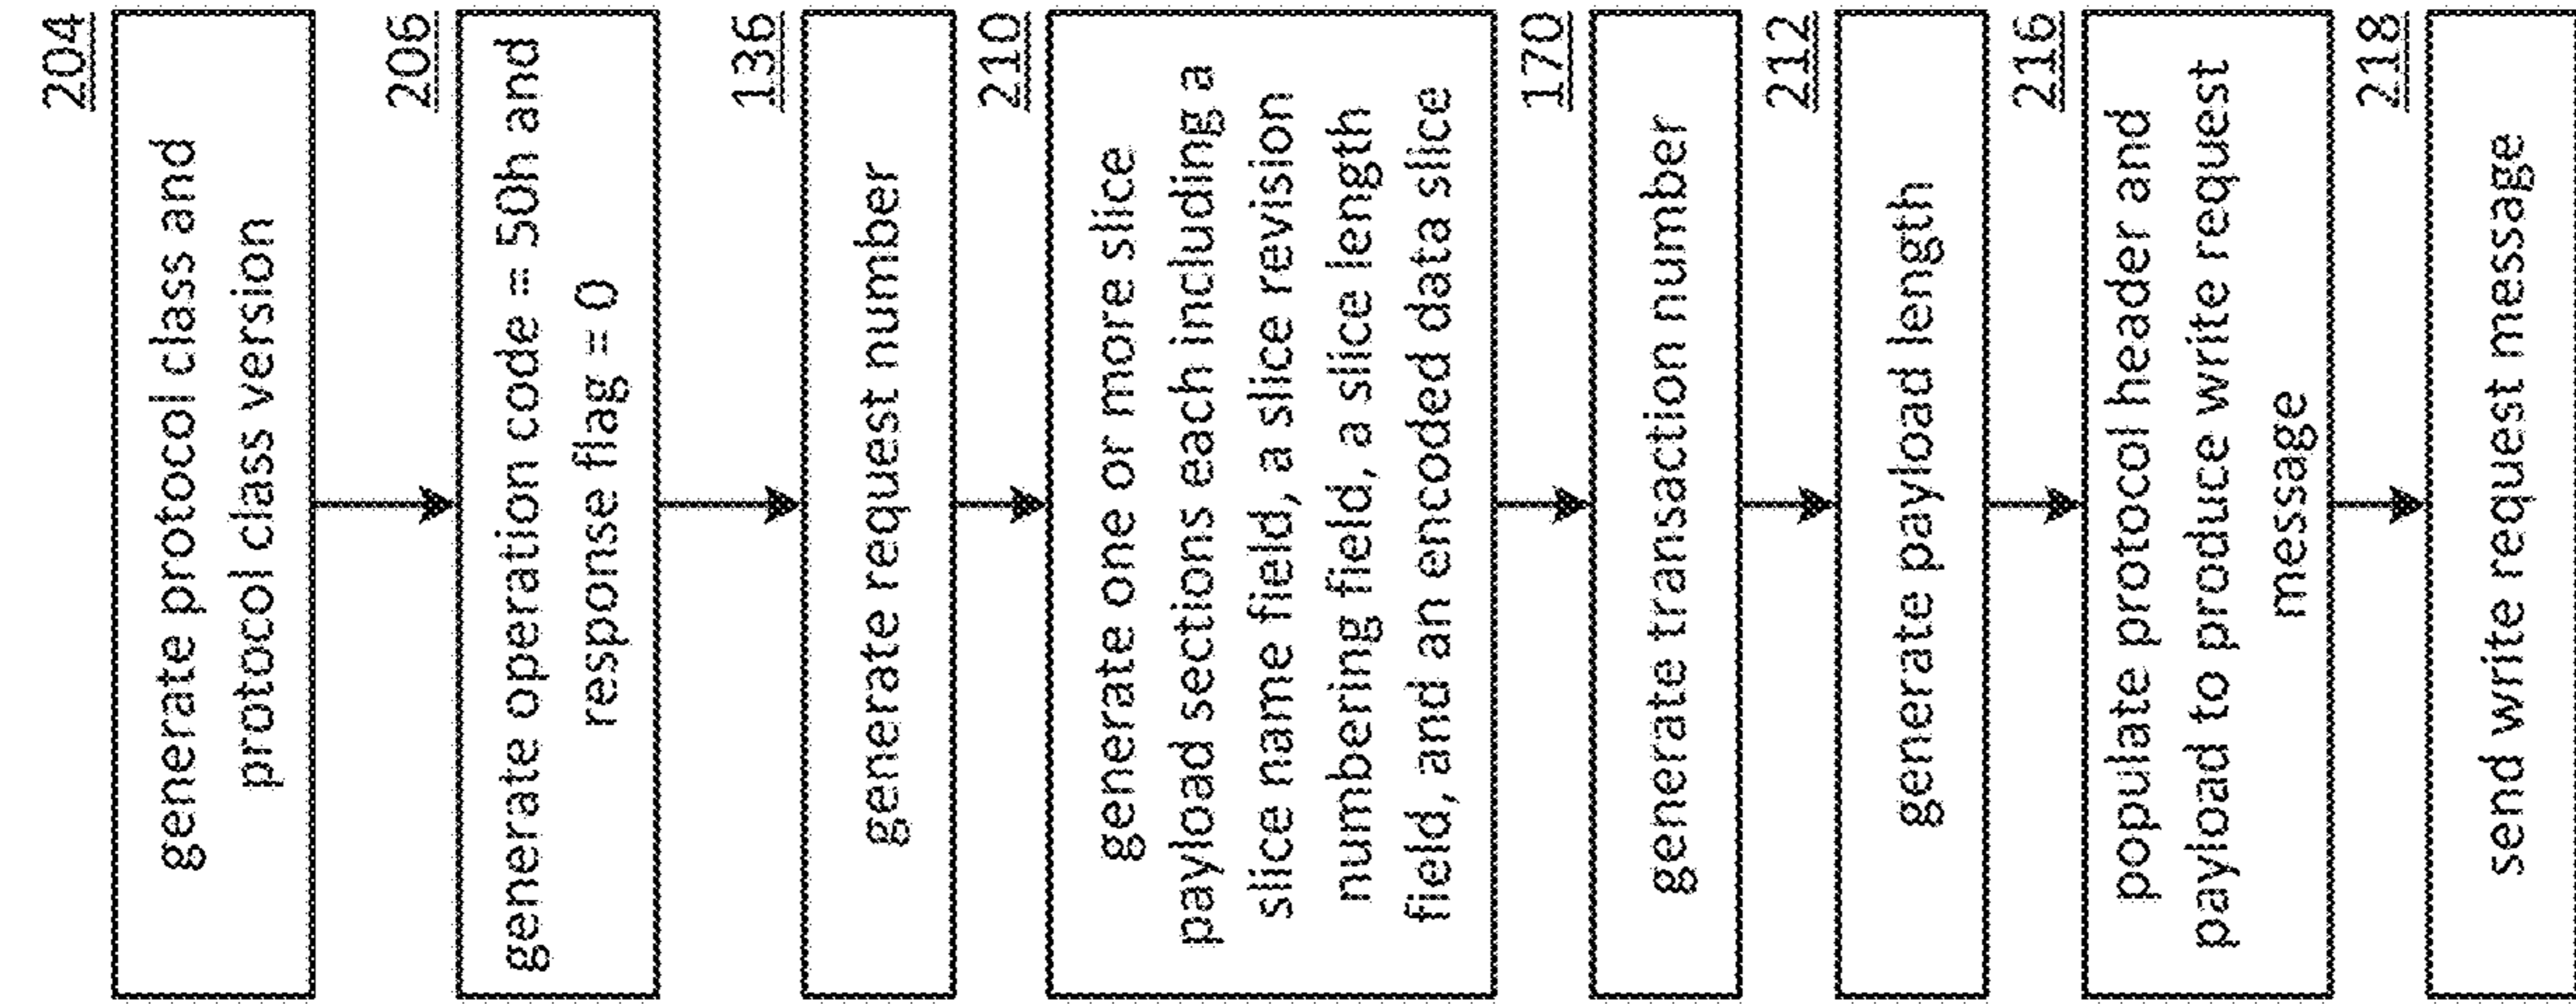 204
generate protocol class and
protocol class version
206
generate operation code = 50h and
response flag = 0
136
generate request number
210
generate one or more slice
payload sections each including a
slice name field, a slice revision
numbering field, a slice length
field, and an encoded data slice
170
generate transaction number
212
generate payload length
216
populate protocol header and
payload to produce write request
message
218
send write request message